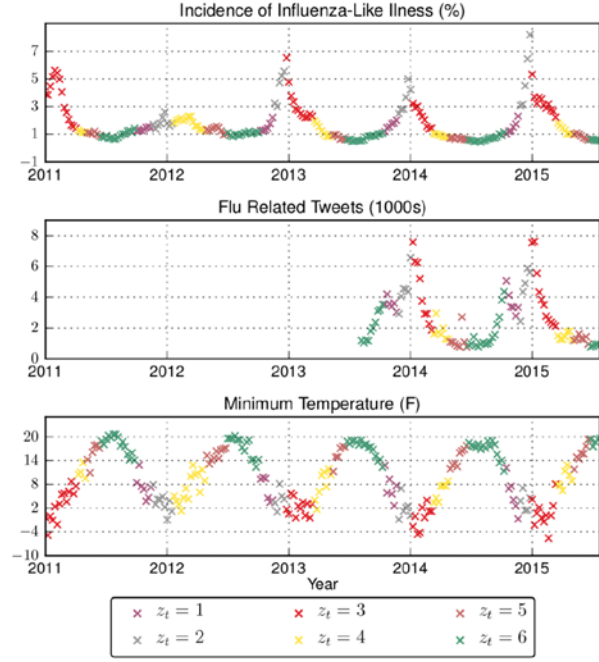 Incidence of Influenza-Like Ilness (%)
7
5
3
1
−1
2011 2012 2013 2014 2015
Flu Related Tweets (1000s)
8
6
4
2
0
2011 2012 2013 2014 2015
Minimum Temperature (F)
20
14
8
2
−4
−10
2011 2012 2013 2014 2015
Year
z_t = 1 z_t = 3 z_t = 5
z_t = 2 z_t = 4 z_t = 6